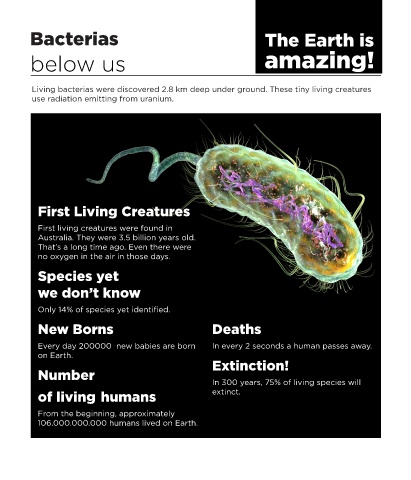 Bacterias
below us
The Earth is
amazing!
Living bacterias were discovered 2.8 km deep under ground. These tiny living creatures
use radiation emitting from uranium.
First Living Creatures
First living creatures were found in
Australia. They were 3.5 billion years old.
That's a long time ago. Even there were
no oxygen in the air in those days.
Species yet
we don't know
Only 14% of species yet identified.
New Borns
Every day 200000 new babies are born
on Earth.
Number
of living humans
From the beginning, approximately
106.000.000.000 humans lived on Earth.
Deaths
In every 2 seconds a human passes away.
Extinction!
In 300 years, 75% of living species will
extinct.